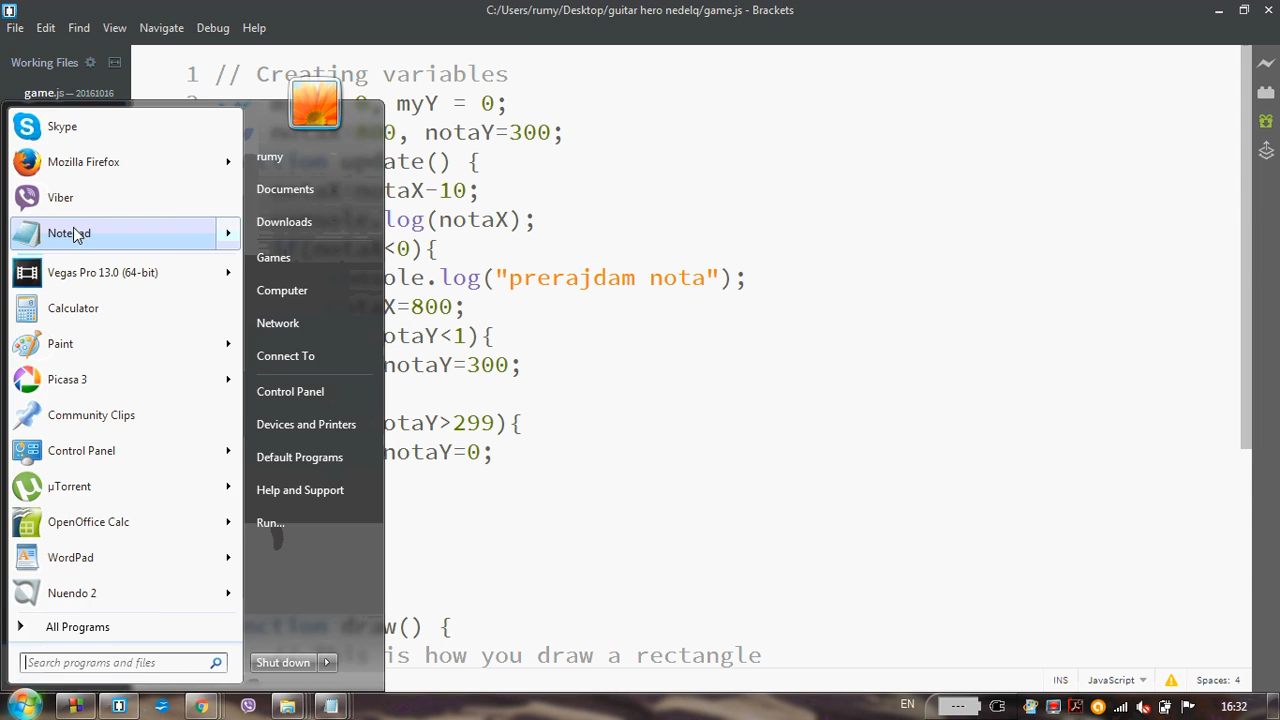 C:/Users/rumy/Desktop/guitar hero nedelq/game.js - Brackets
File Edit Find View Navigate Debug Help
Working Files
game.js — 20161016
1 // Creating variables
2 myY = 0;
notaY=300;
update() {
taX-10;
log(notaX);
<0){
ole.log("prerajdam nota");
X=800;
otaY<1){
notaY=300;
otaY>299){
notaY=0;
ction draw() {
is how you draw a rectangle
Skype
Mozilla Firefox
Viber
Vegas Pro 13.0 (64-bit)
Calculator
Paint
Picasa 3
Community Clips
Control Panel
µTorrent
OpenOffice Calc
WordPad
Nuendo 2
All Programs
Search programs and files
rumy
Documents
Downloads
Games
Computer
Network
Connect To
Control Panel
Devices and Printers
Default Programs
Help and Support
Run...
Shut down
INS JavaScript Spaces: 4
EN 16:32